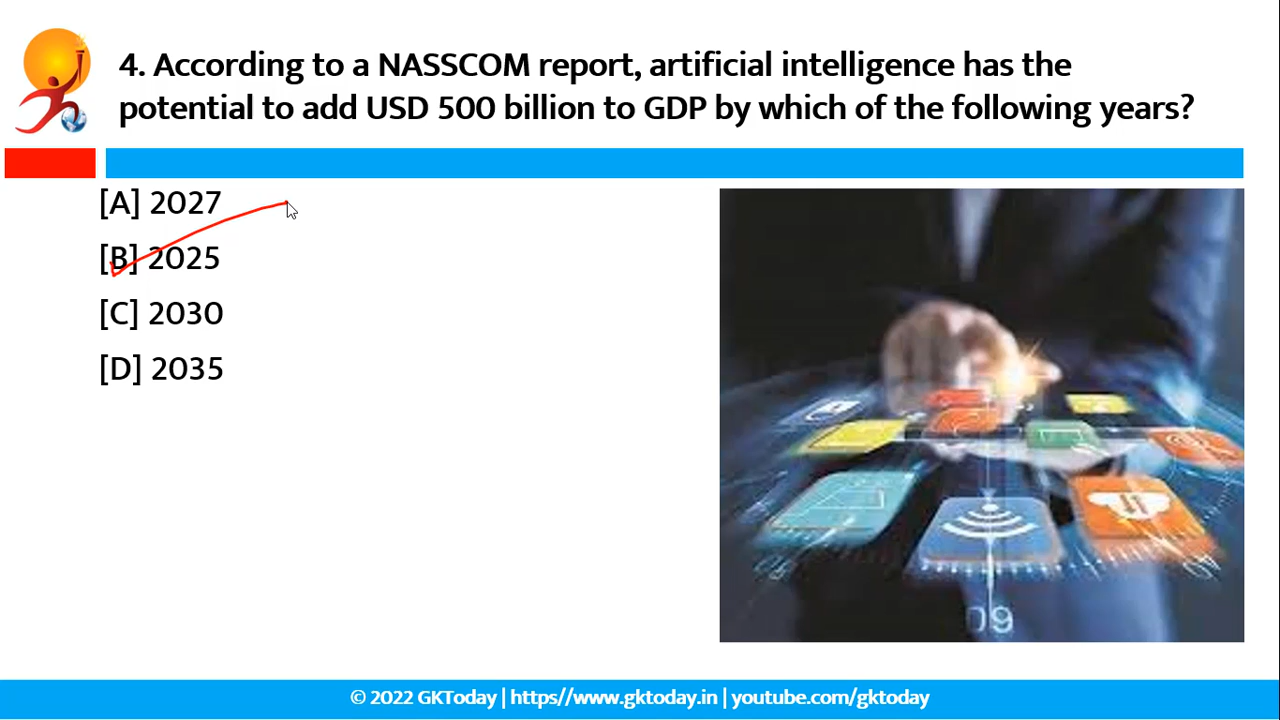 4. According to a NASSCOM report, artificial intelligence has the
potential to add USD 500 billion to GDP by which of the following years?
[A] 2027
[B] 2025
[C] 2030
[D] 2035
09
© 2022 GKToday | https//www.gktoday.in | youtube.com/gktoday